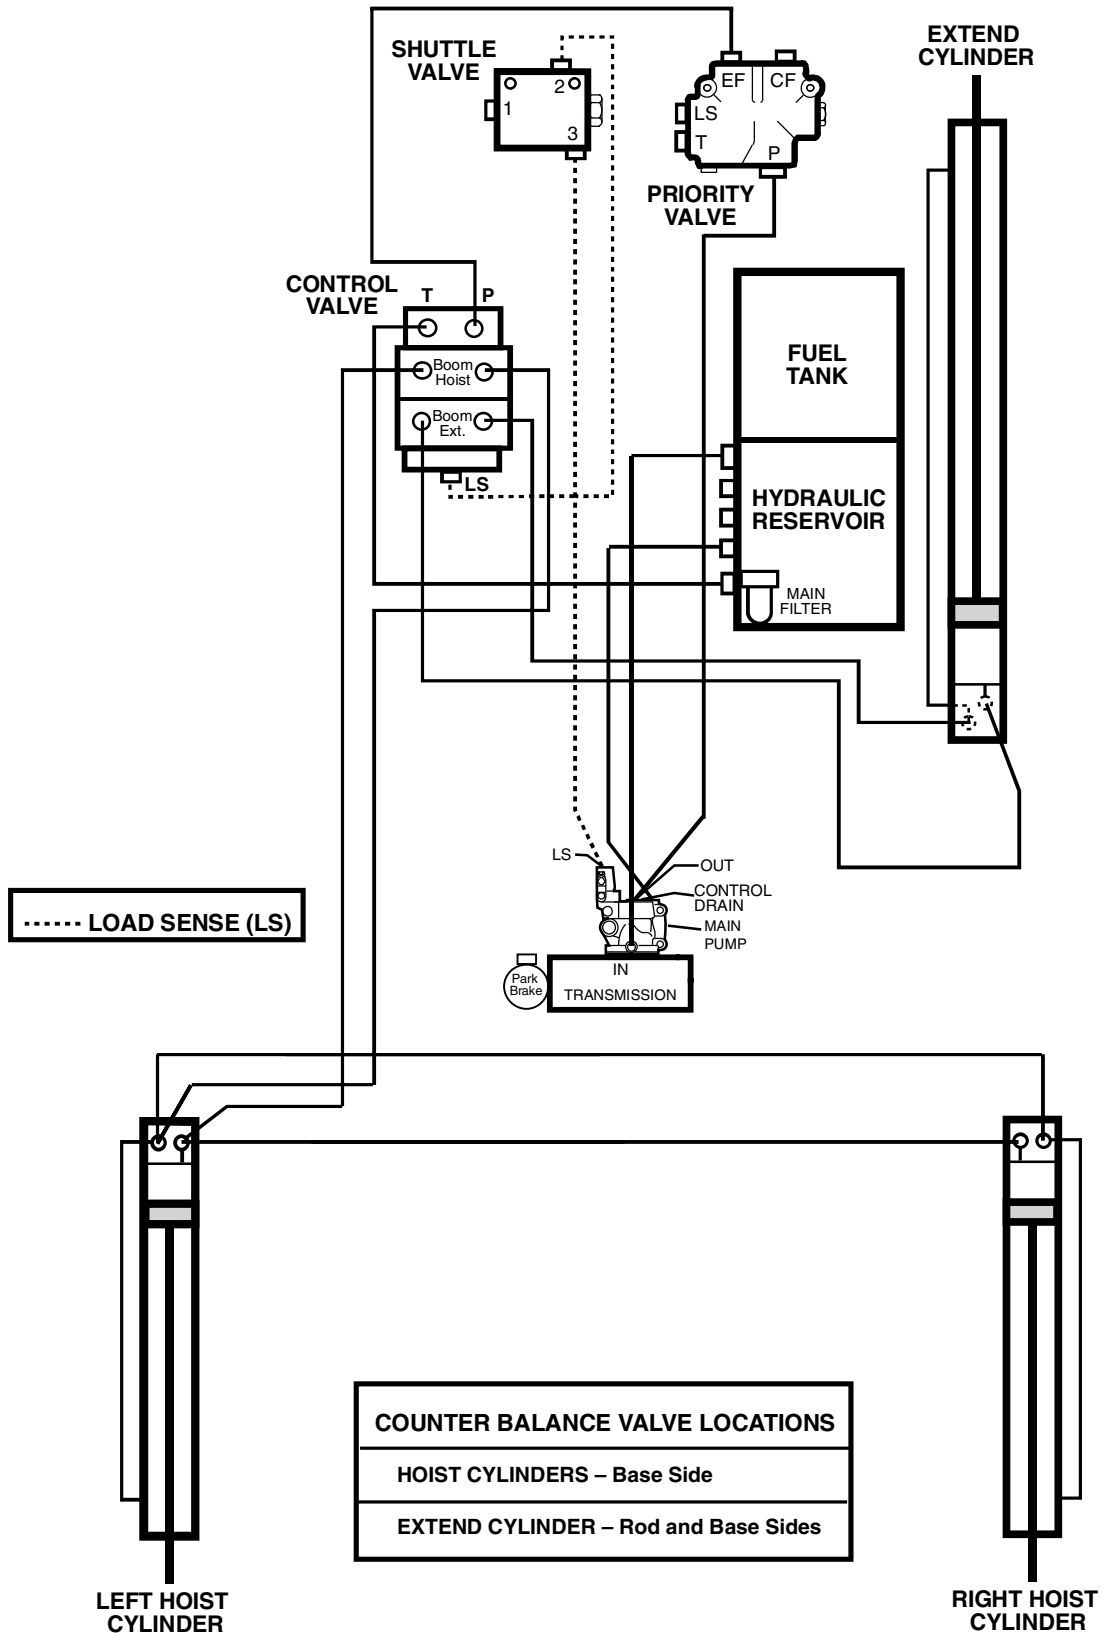 EXTEND
CYLINDER
SHUTTLE
VALVE
1
2
3
EF
CF
LS
T
P
PRIORITY
VALVE
CONTROL
VALVE
T
P
Boom
Hoist
Boom
Ext.
LS
FUEL
TANK
HYDRAULIC
RESERVOIR
MAIN
FILTER
LS
OUT
CONTROL
DRAIN
MAIN
PUMP
IN
TRANSMISSION
Park
Brake
LOAD SENSE (LS)
COUNTER BALANCE VALVE LOCATIONS
HOIST CYLINDERS – Base Side
EXTEND CYLINDER – Rod and Base Sides
LEFT HOIST
CYLINDER
RIGHT HOIST
CYLINDER